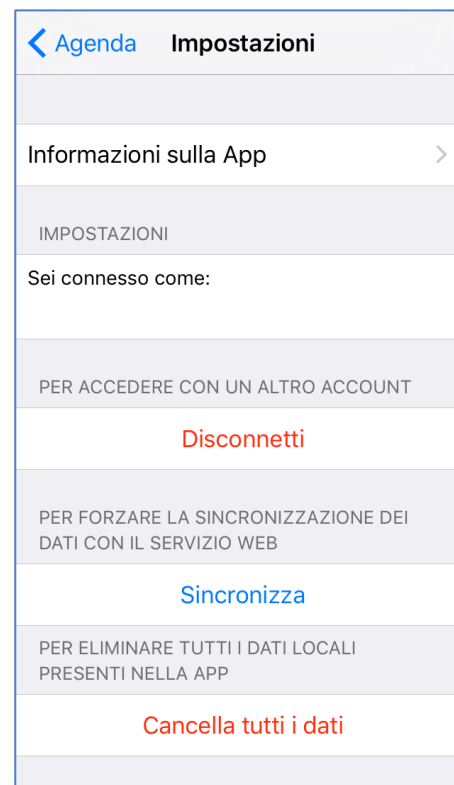 Agenda Impostazioni
Informazioni sulla App
IMPOSTAZIONI
Sei connesso come:
PER ACCEDERE CON UN ALTRO ACCOUNT
Disconnetti
PER FORZARE LA SINCRONIZZAZIONE DEI
DATI CON IL SERVIZIO WEB
Sincronizza
PER ELIMINARE TUTTI I DATI LOCALI
PRESENTI NELLA APP
Cancella tutti i dati